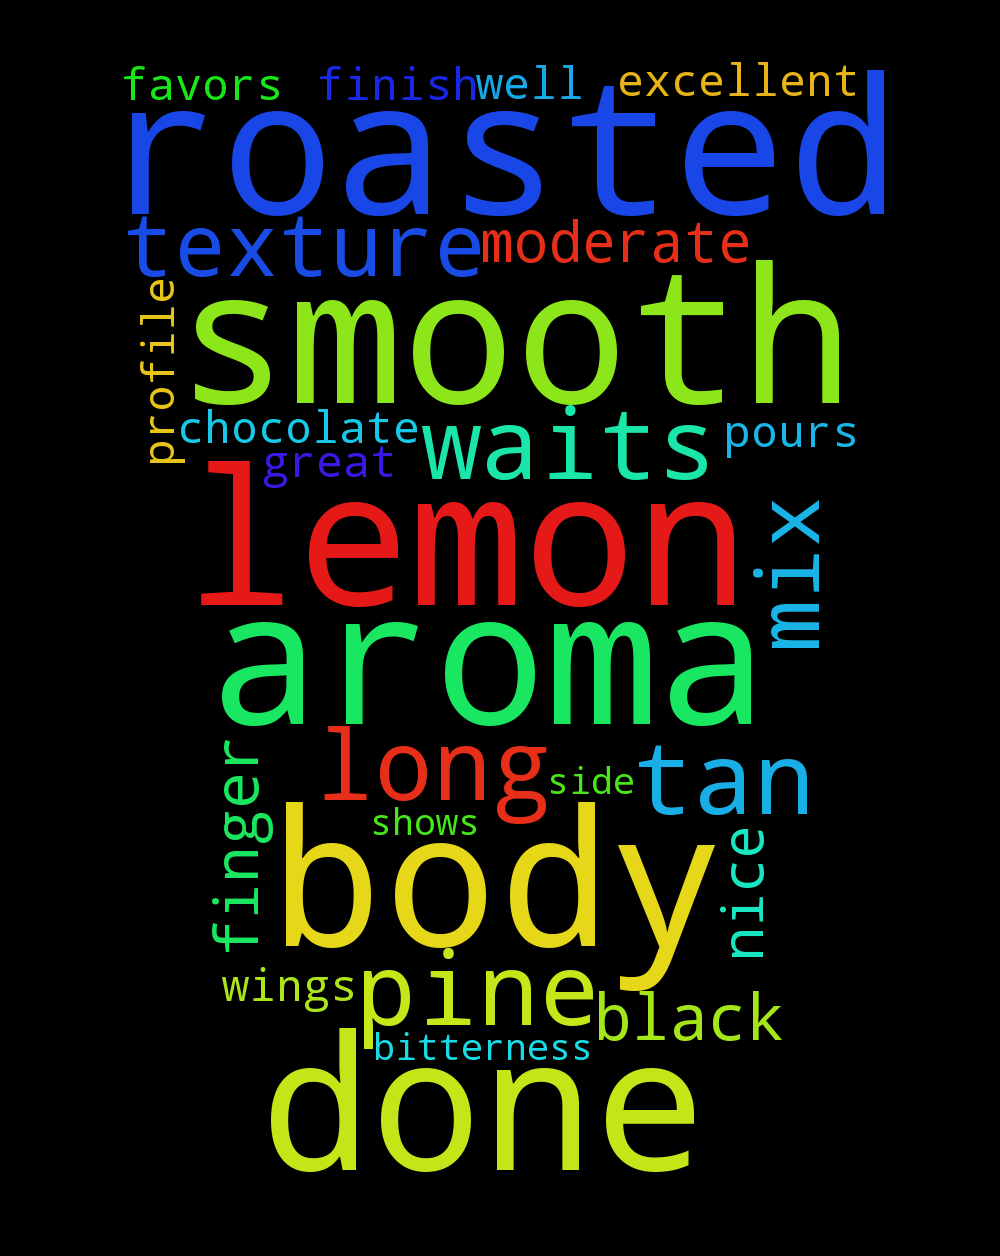 favors finish well excellent
roasted
texture moderate
profile
smooth
chocolate waits pours
great
lemon
mix
aroma
finger
long side tan
shows
body
nice
wings pine black
bitterness
done